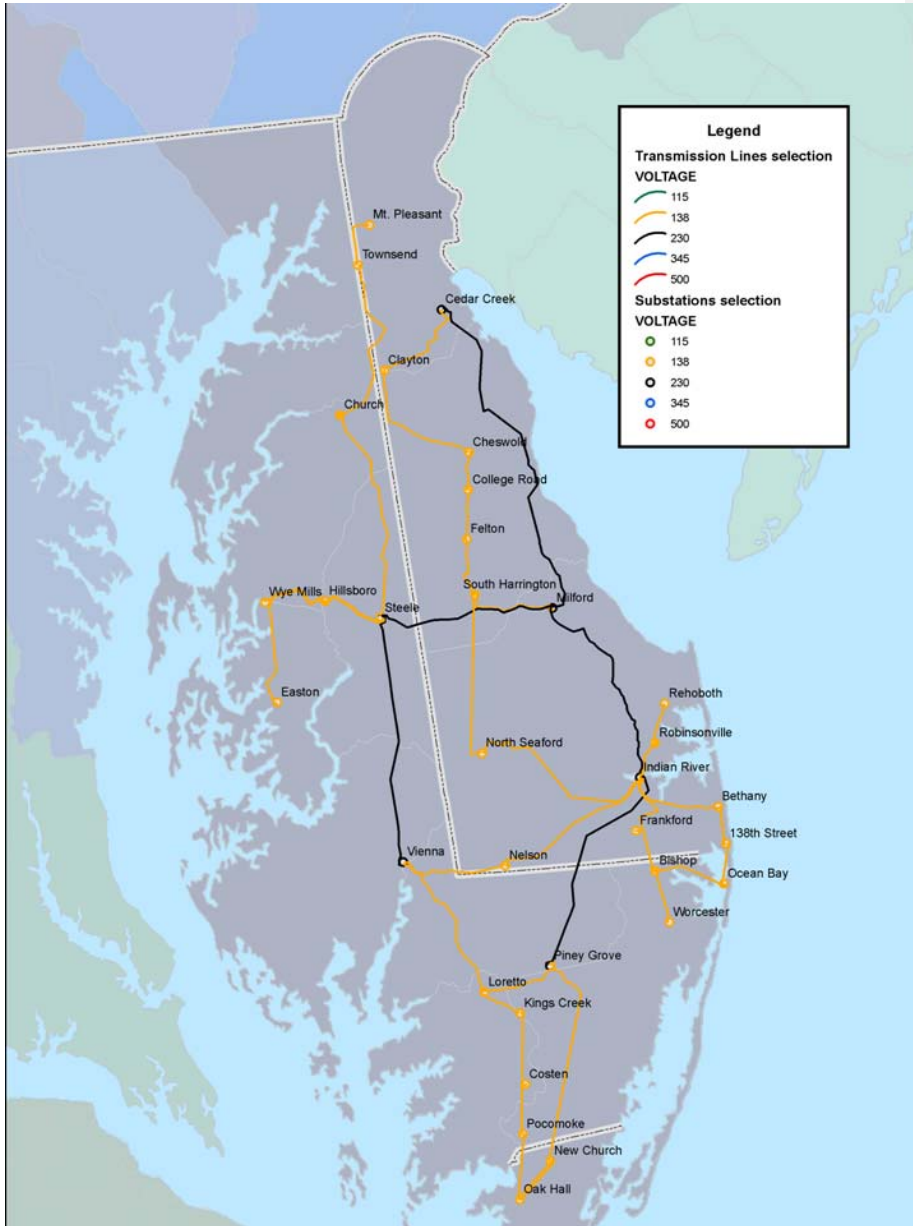 Legend
Transmission Lines selection
VOLTAGE
115
138
230
345
500
Substations selection
VOLTAGE
115
138
230
345
500
Mt. Pleasant
Townsend
Cedar Creek
Clayton
Church
Cheswold
College Road
Felton
South Harrington
Wye Mills
Hillsboro
Steele
Milford
Easton
Rehoboth
Robinsonville
North Seaford
Indian River
Bethany
Frankford
138th Street
Vienna
Nelson
Bishop
Ocean Bay
Worcester
Piney Grove
Loretto
Kings Creek
Costen
Pocomoke
New Church
Oak Hall